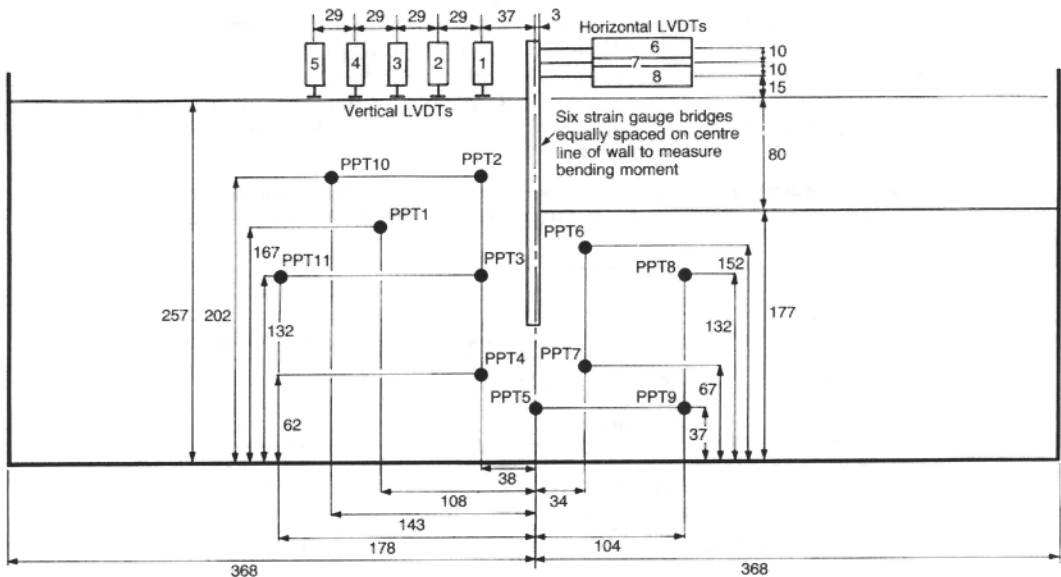 29 29 29 29 37 3
Horizontal LVDTs
5 4 3 2 1
6
7
8
10
10
15
Vertical LVDTs
Six strain gauge bridges
equally spaced on centre
line of wall to measure
bending moment
80
PPT10 PPT2
PPT1
PPT6
167
PPT11 PPT3
152 PPT8
257 202
132
132
177
PPT4
PPT7
PPT5 PPT9
67
62
37
38
34
108
143
178
104
368
368